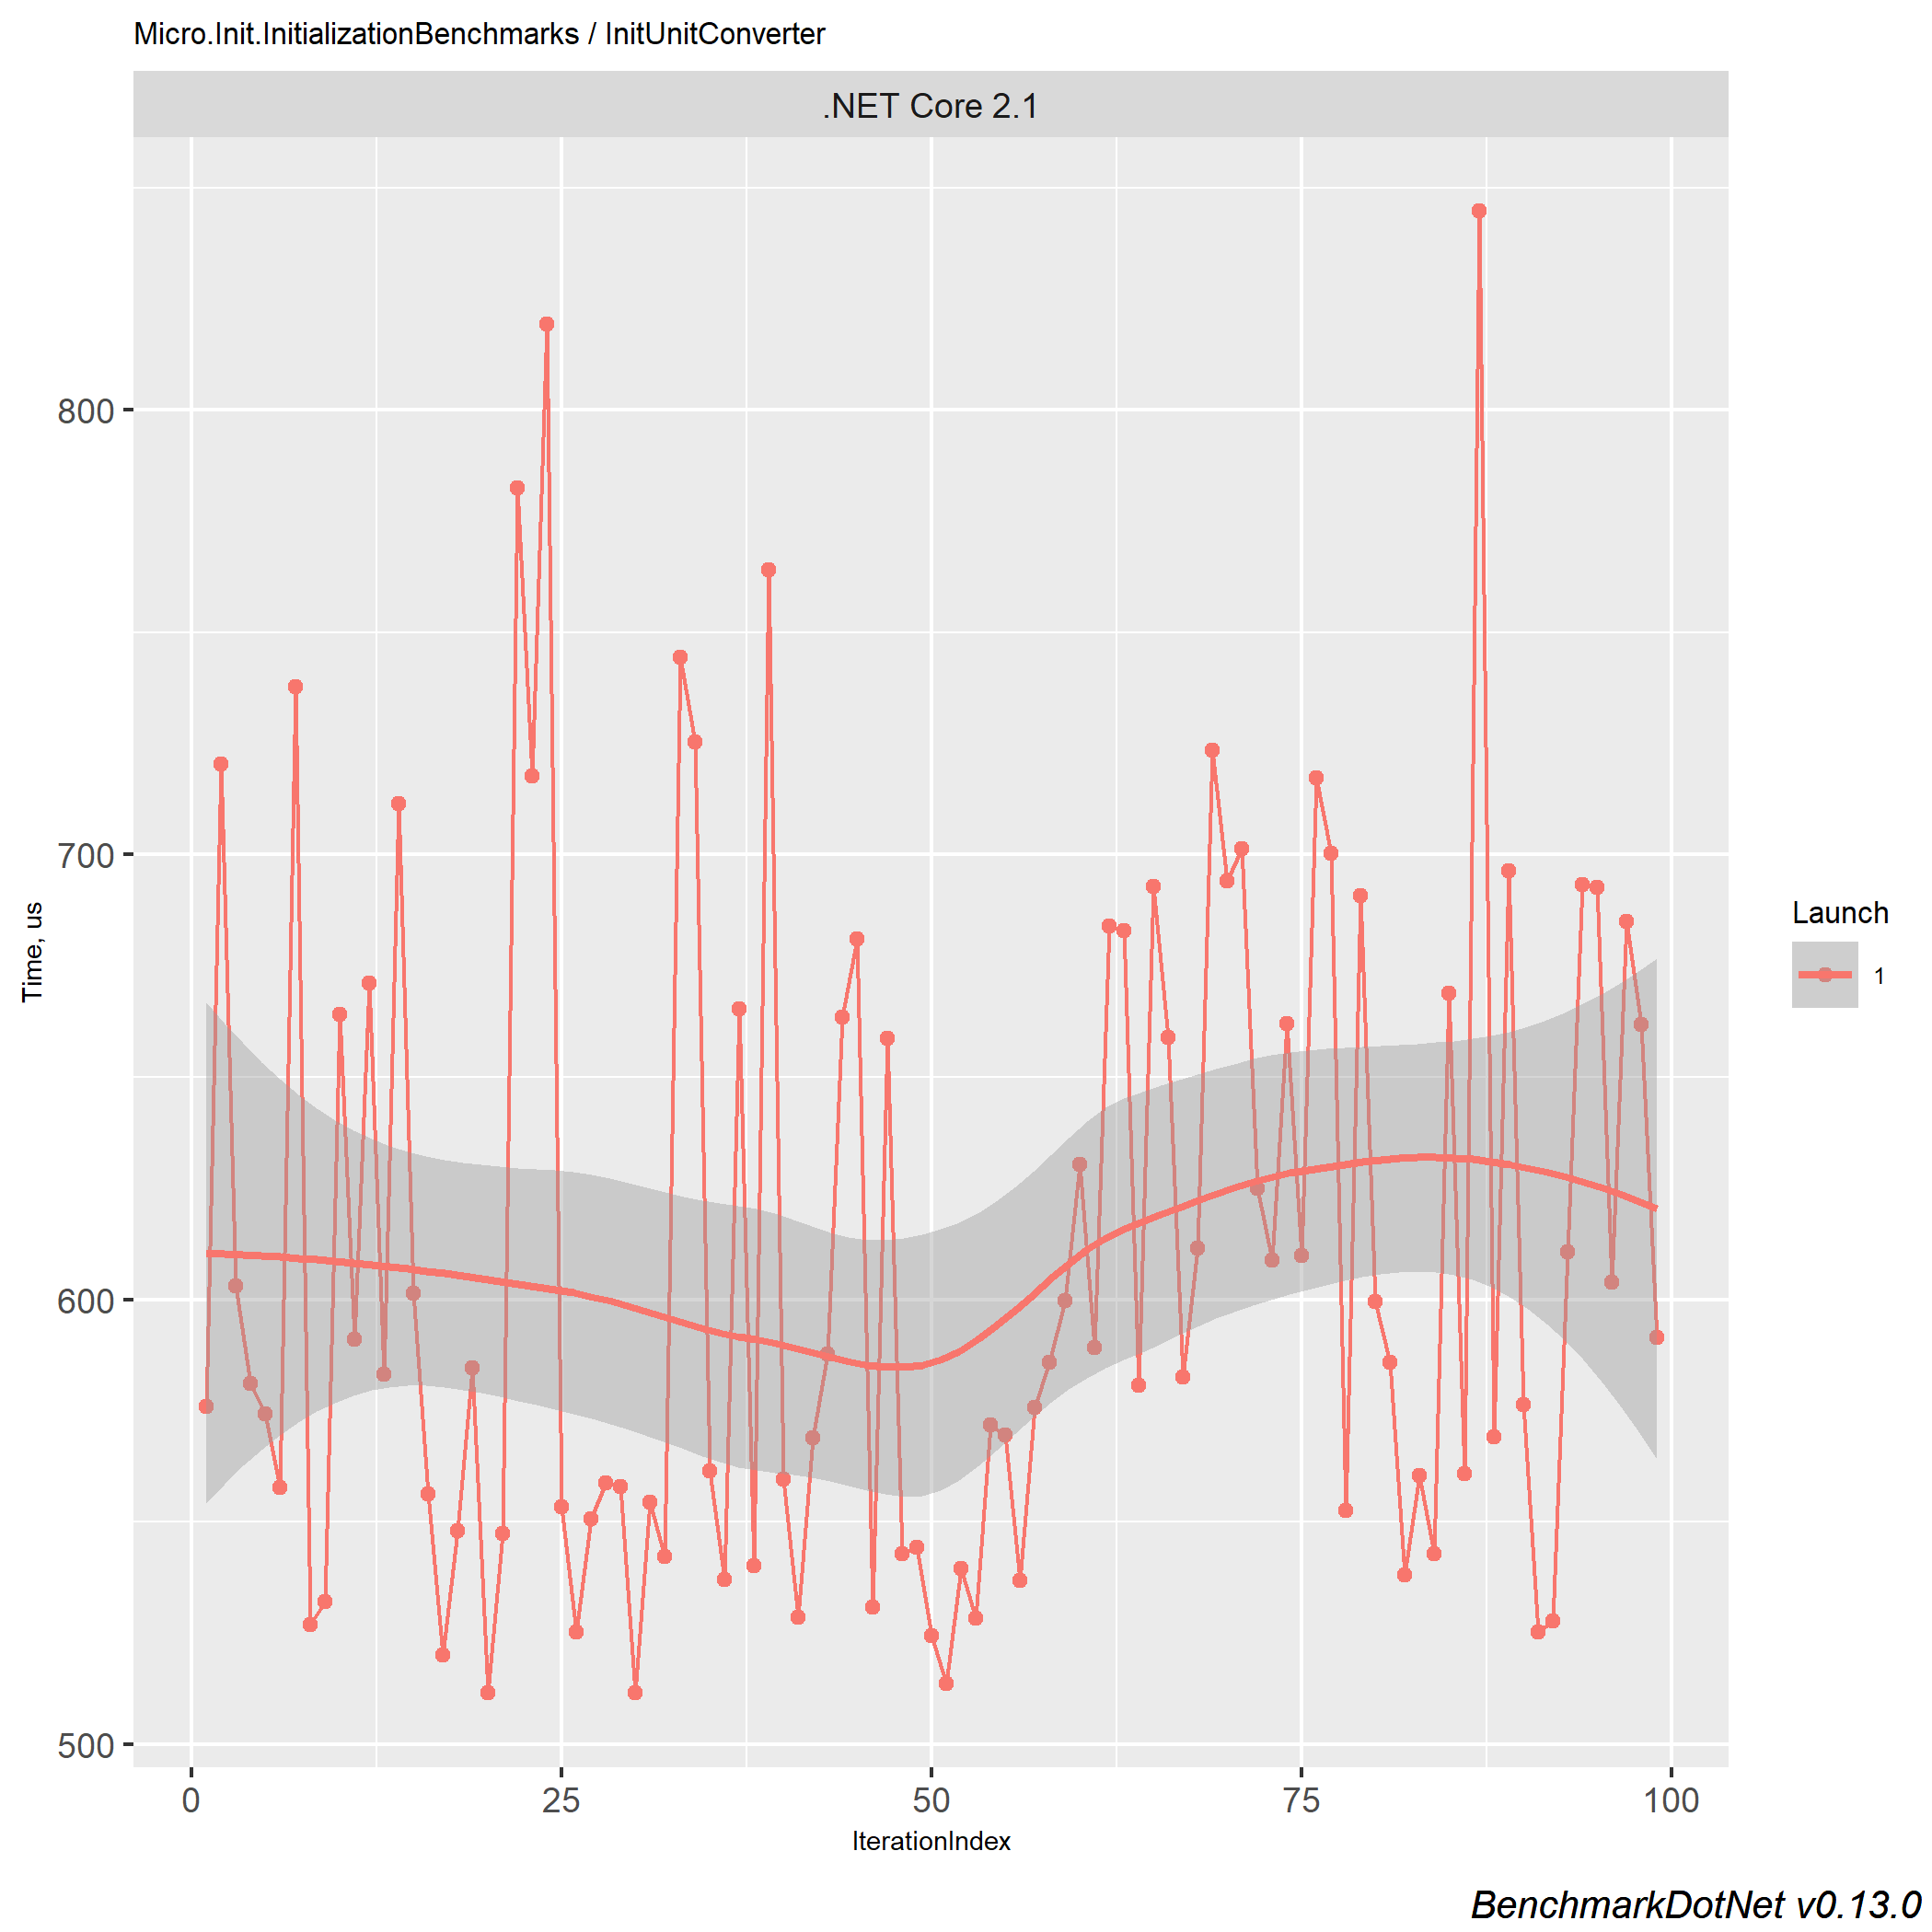 Micro.Init.InitializationBenchmarks / InitUnitConverter
.NET Core 2.1
800
700
600
500
Time, us
0 25 50 75 100
IterationIndex
Launch
1
BenchmarkDotNet v0.13.0